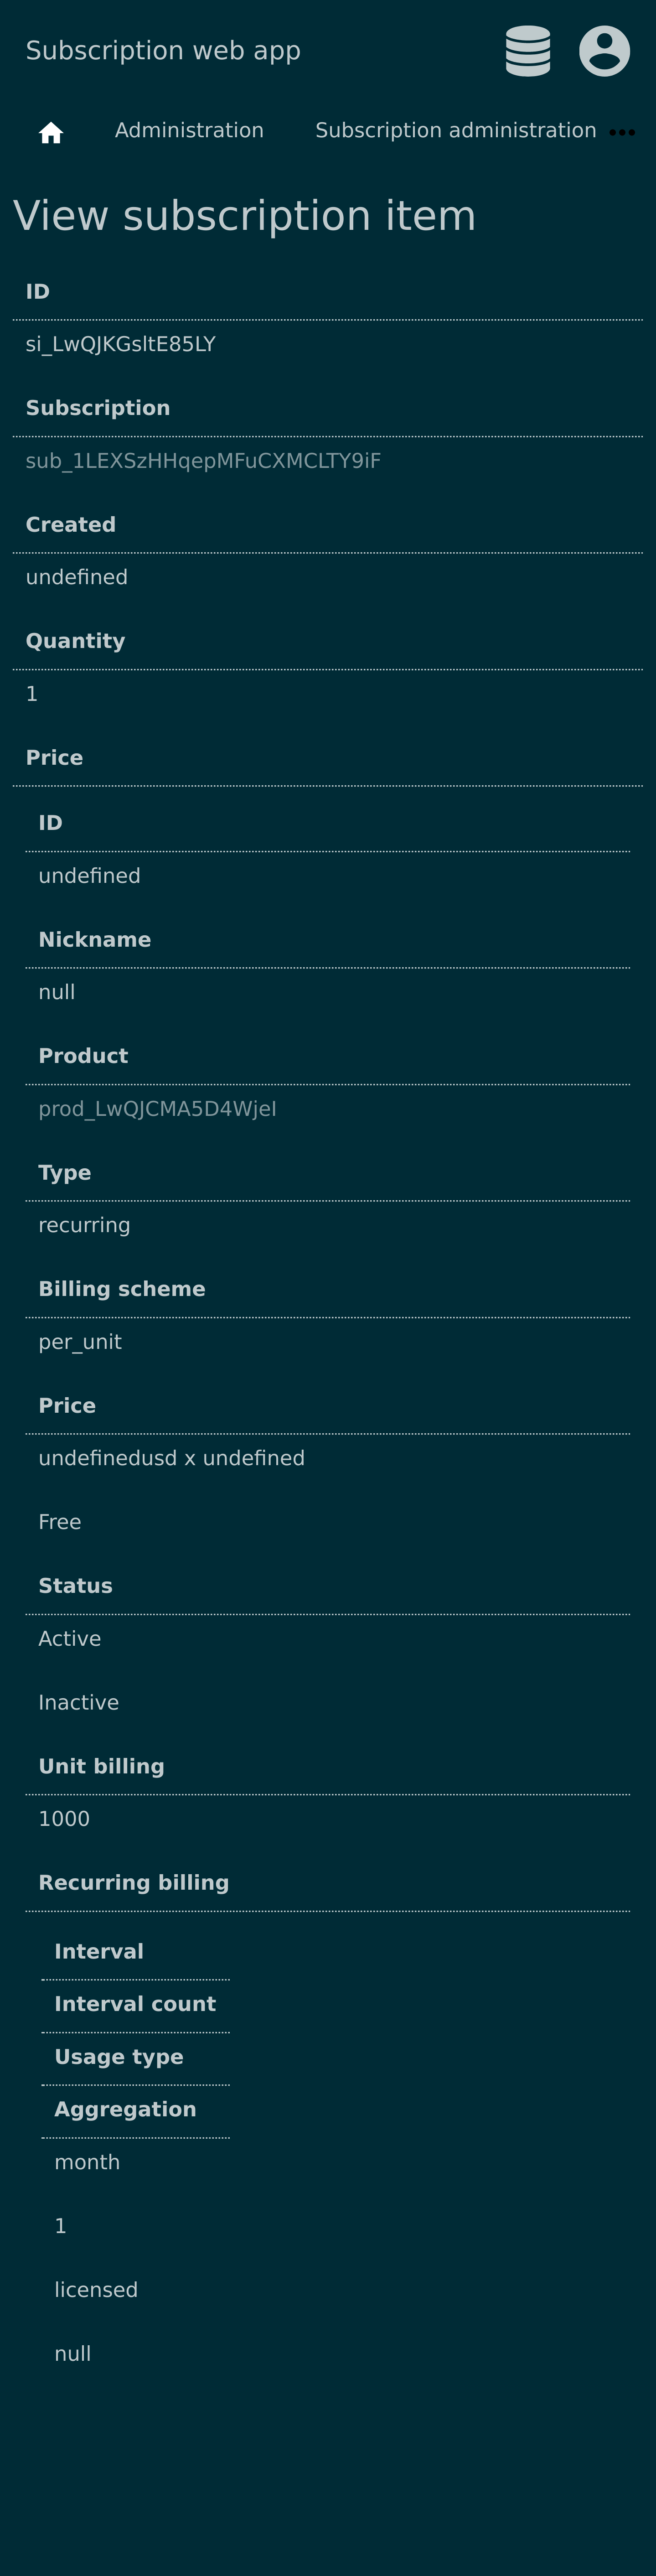 Subscription web app
Administration Subscription administration
View subscription item
ID
si_LwQJKGsltE85LY
Subscription
sub_1LEXSzHHqepMFuCXMCLTY9iF
Created
undefined
Quantity
1
Price
ID
undefined
Nickname
null
Product
prod_LwQJCMA5D4WjeI
Type
recurring
Billing scheme
per_unit
Price
undefinedusd x undefined
Free
Status
Active
Inactive
Unit billing
1000
Recurring billing
Interval
Interval count
Usage type
Aggregation
month
1
licensed
null